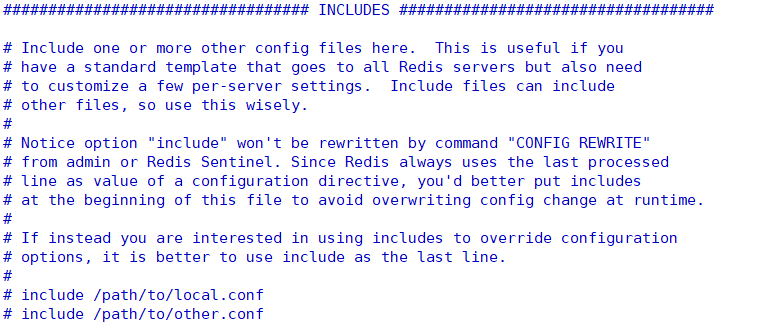 ################################## INCLUDES ###################################
# Include one or more other config files here.  This is useful if you
# have a standard template that goes to all Redis servers but also need
# to customize a few per-server settings.  Include files can include
# other files, so use this wisely.
#
# Notice option "include" won't be rewritten by command "CONFIG REWRITE"
# from admin or Redis Sentinel. Since Redis always uses the last processed
# line as value of a configuration directive, you'd better put includes
# at the beginning of this file to avoid overwriting config change at runtime.
#
# If instead you are interested in using includes to override configuration
# options, it is better to use include as the last line.
#
# include /path/to/local.conf
# include /path/to/other.conf